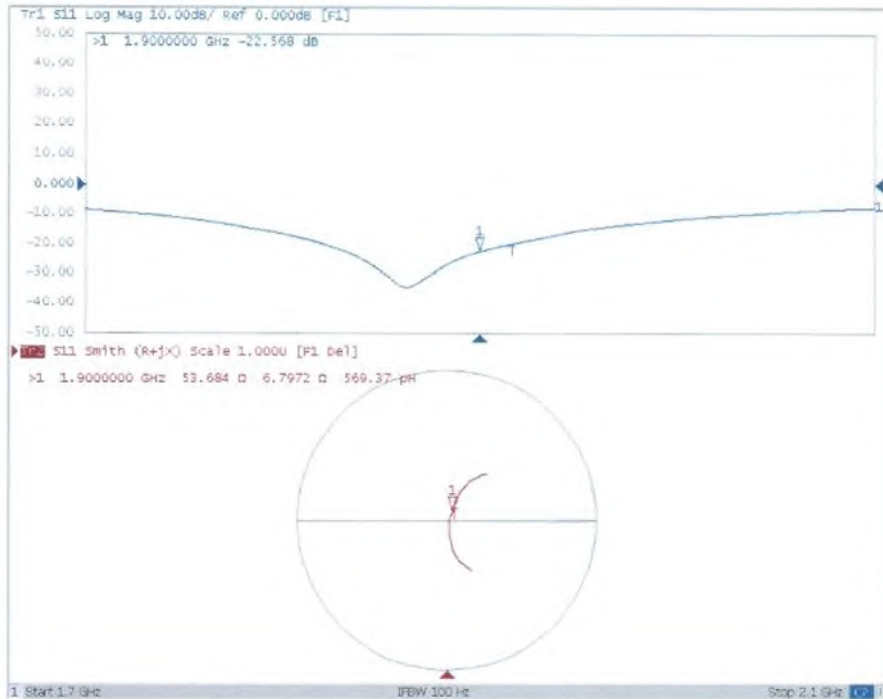 Tr1 S11 Log Mag 10.00dB/ Ref 0.000dB [F1]
50.00
>1 1.9000000 GHz -22.568 dB
40.00
30.00
20.00
10.00
0.000
1
-10.00
1
-20.00
-30.00
-40.00
-50.00
Tr2 S11 Smith (R+jX) Scale 1.000U [F1 Del]
>1 1.9000000 GHz 53.684 Ω 6.7972 Ω 569.37 pH
1
1 Start 1.7 GHz IFBW 100 Hz Stop 2.1 GHz